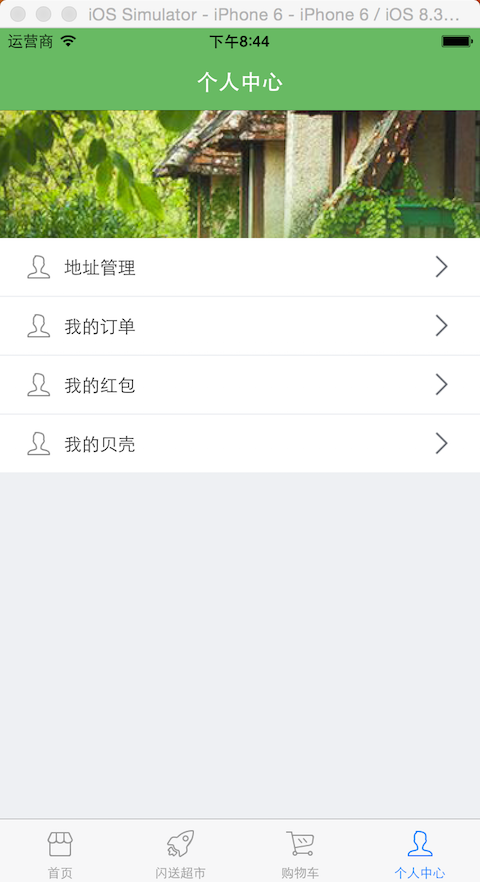 iOS Simulator - iPhone 6 - iPhone 6 / iOS 8.3...
运营商 下午8:44
个人中心
地址管理
我的订单
我的红包
我的贝壳
首页 闪送超市 购物车 个人中心